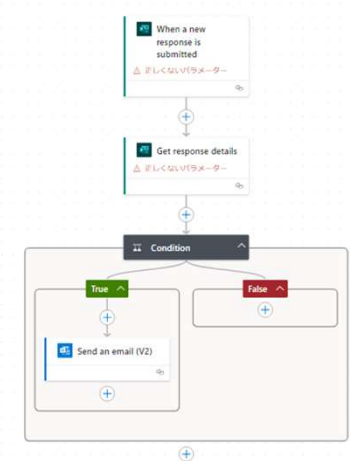 When a new
response is
submitted
正しくないパラメーター
Get response details
正しくないパラメーター
Condition
True
False
Send an email (V2)